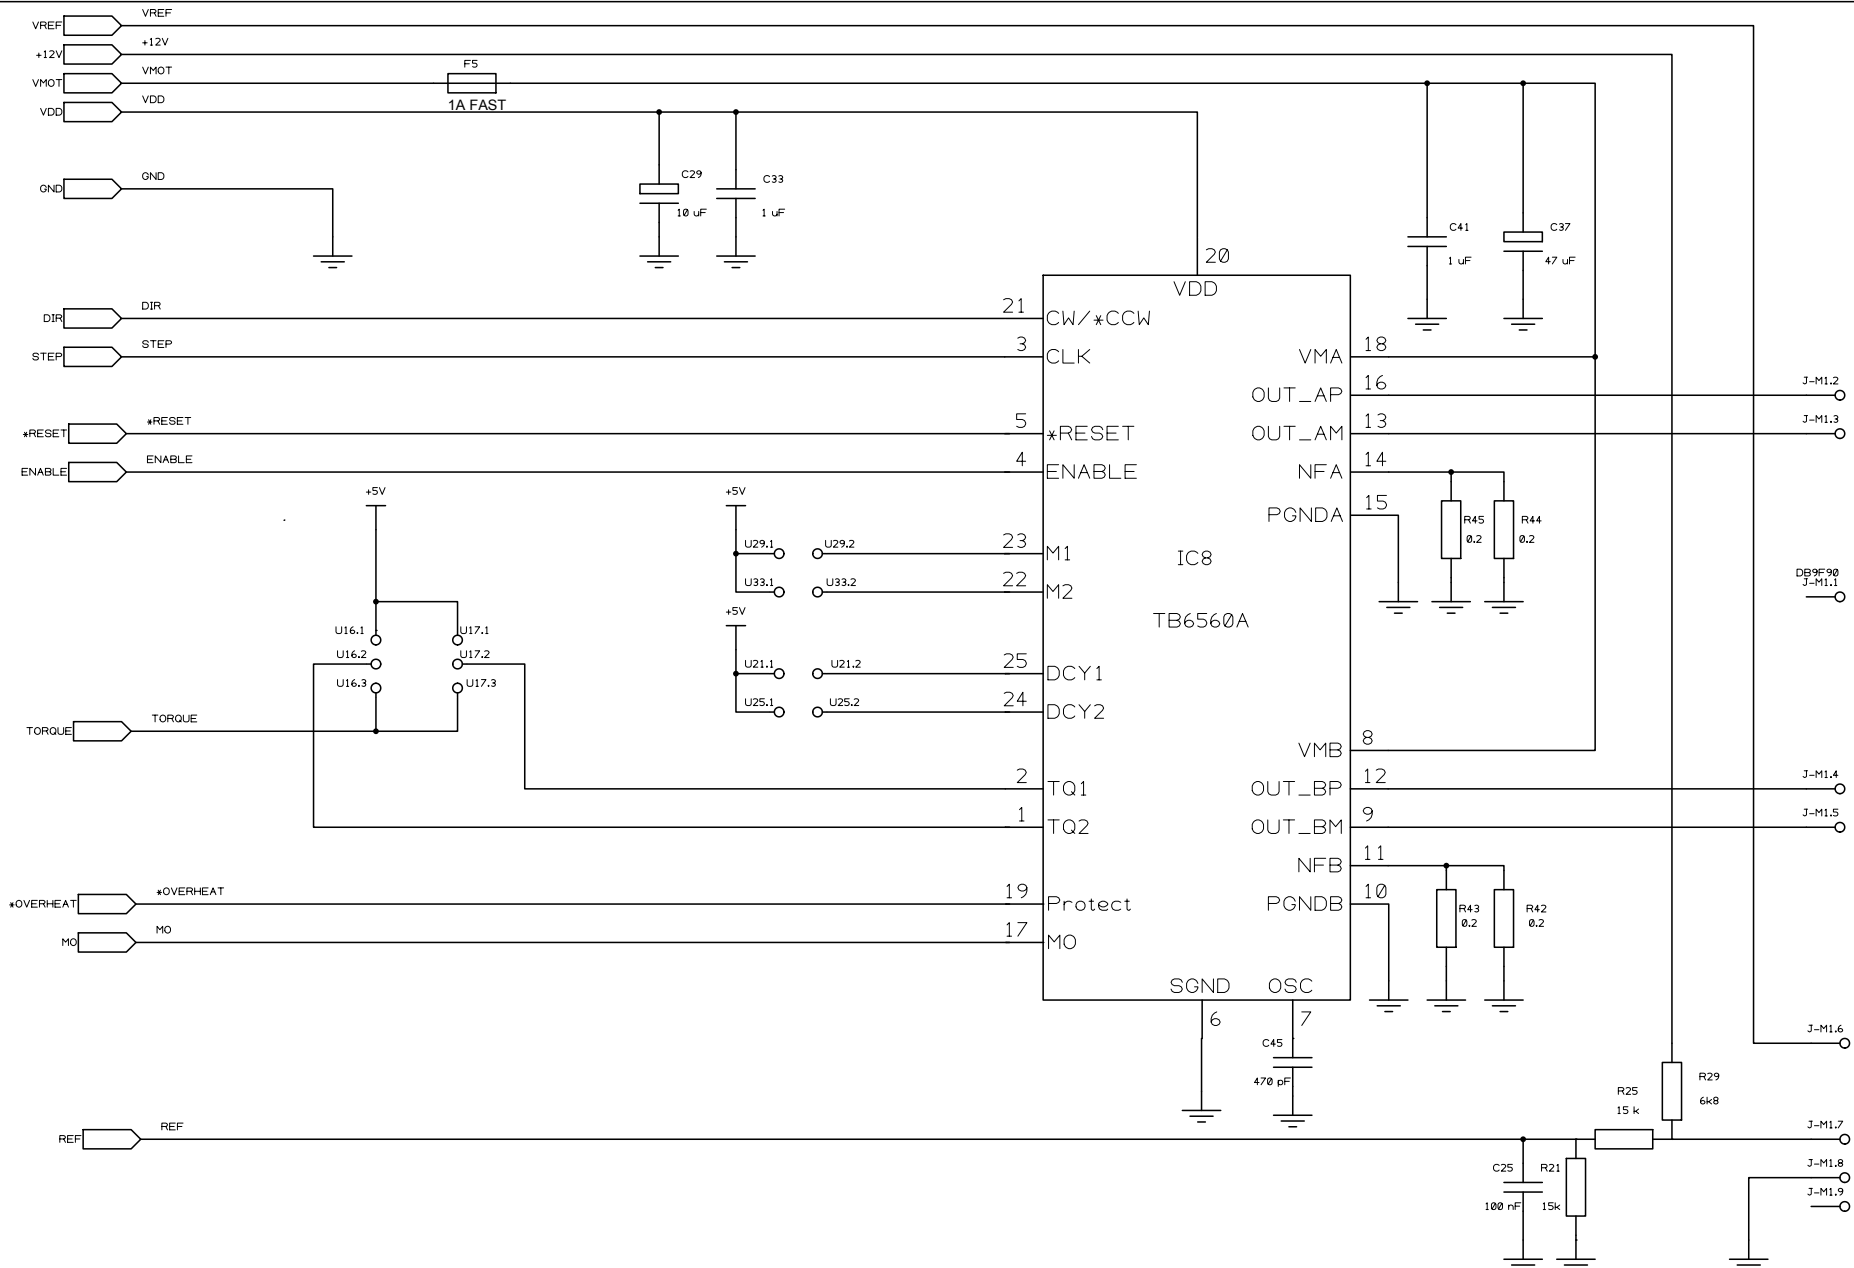 VREF VREF
+12V +12V
VMOT VMOT F5
1A FAST
VDD VDD
GND GND
C29
10 uF
C33
1 uF
C41
1 uF
C37
47 uF
20
VDD
DIR DIR 21 CW/*CCW
STEP STEP 3 CLK
VMA 18
OUT_AP 16 J-M1.2
*RESET *RESET 5 *RESET
OUT_AM 13 J-M1.3
ENABLE ENABLE 4 ENABLE
NFA 14
PGNDA 15
R45
0.2
R44
0.2
+5V
+5V
U29.1 U29.2 23 M1
U33.1 U33.2 22 M2
IC8
TB6560A
DB9F90
J-M1.1
+5V
U16.1 U17.1
U16.2 U17.2
U16.3 U17.3
U21.1 U21.2 25 DCY1
U25.1 U25.2 24 DCY2
TORQUE TORQUE
VMB 8
2 TQ1
OUT_BP 12 J-M1.4
1 TQ2
OUT_BM 9 J-M1.5
NFB 11
*OVERHEAT *OVERHEAT 19 Protect
PGNDB 10
R43
0.2
R42
0.2
MO MO 17 MO
SGND OSC
6 7
C45
470 pF
J-M1.6
R29
6k8
R25
15 k
REF REF
J-M1.7
C25
100 nF
R21
15k
J-M1.8
J-M1.9